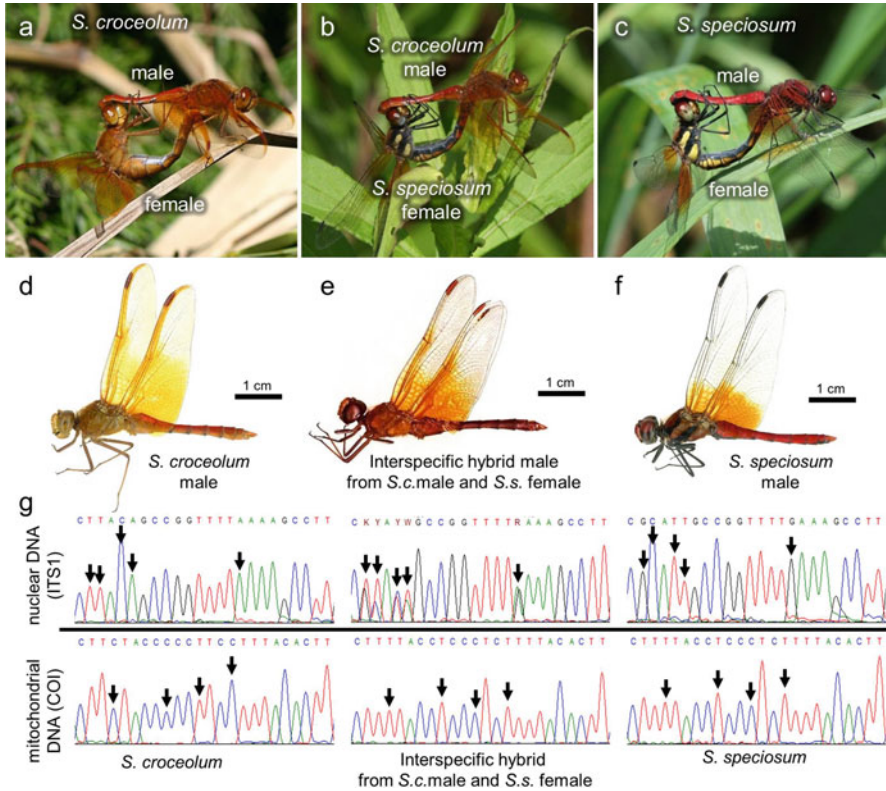 a
S. croceolum
male
female
b
S. croceolum
male
S. speciosum
female
c
S. speciosum
male
female
d
1 cm
S. croceolum
male
e
1 cm
Interspecific hybrid male
from S.c.male and S.s. female
f
1 cm
S. speciosum
male
g
nuclear DNA
(ITS1)
CTTACAGCCGGTTTTAAAAGCCTT
CKYAYWGCCGGTTTTRAAAGCCTT
CGCATTGCCGGTTTTGAAAGCCTT
mitochondrial
DNA (COI)
CTTCTACCCCCTTCCTTTACACTT
CTTTTACCTCCCTCTTTTACACTT
CTTTTACCTCCCTCTTTTACACTT
S. croceolum
Interspecific hybrid
from S.c.male and S.s. female
S. speciosum